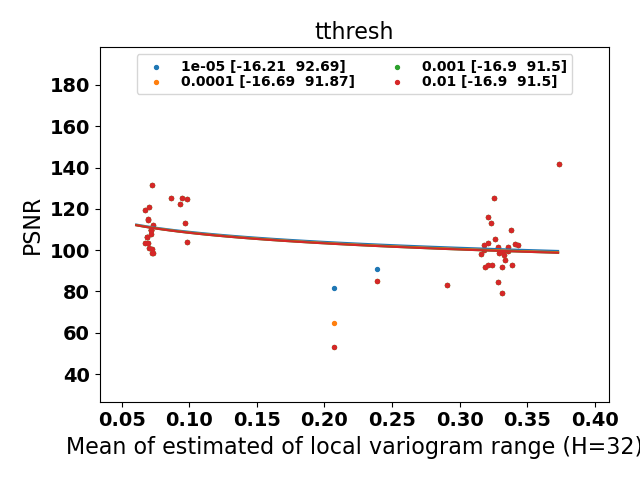 tthresh
1e-05 [-16.21  92.69]
0.0001 [-16.69  91.87]
0.001 [-16.9  91.5]
0.01 [-16.9  91.5]
PSNR
180
160
140
120
100
80
60
40
0.05 0.10 0.15 0.20 0.25 0.30 0.35 0.40
Mean of estimated of local variogram range (H=32)